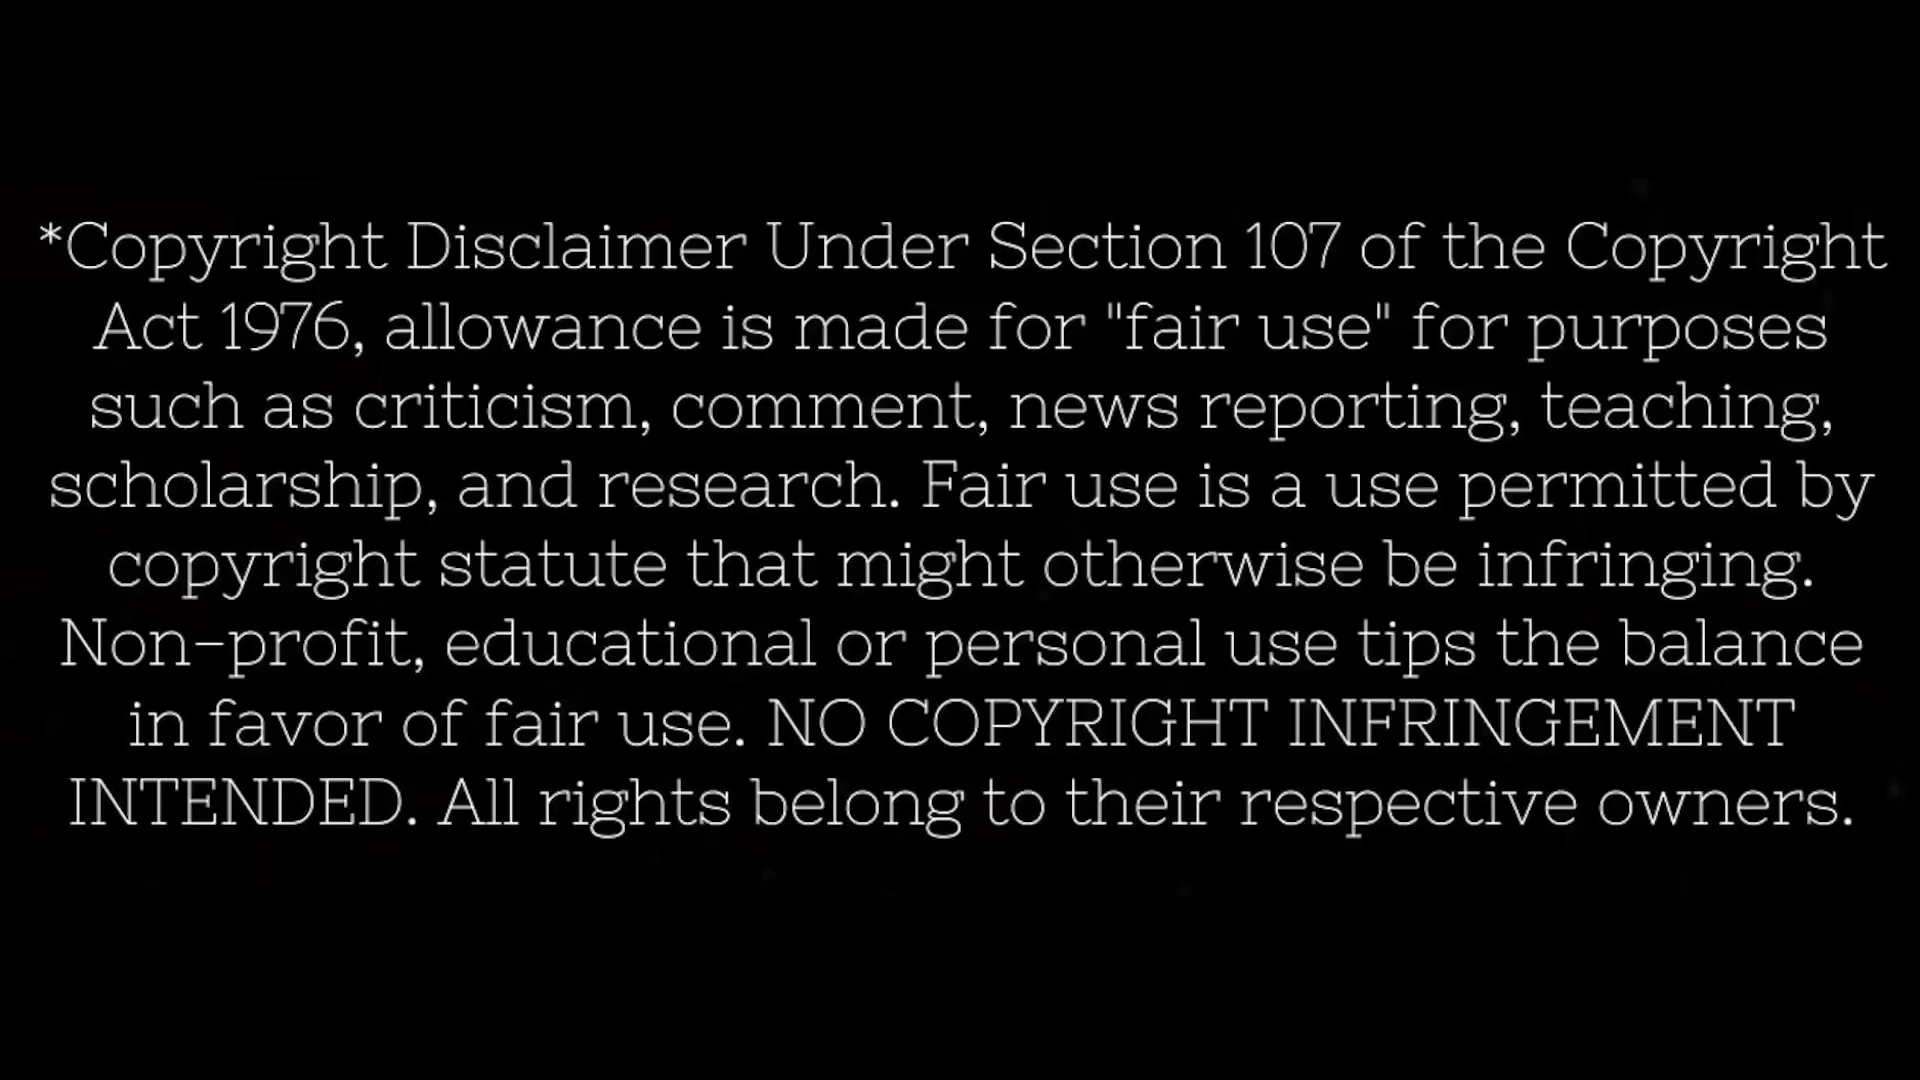 *Copyright Disclaimer Under Section 107 of the Copyright
Act 1976, allowance is made for "fair use" for purposes
such as criticism, comment, news reporting, teaching,
scholarship, and research. Fair use is a use permitted by
copyright statute that might otherwise be infringing.
Non-profit, educational or personal use tips the balance
in favor of fair use. NO COPYRIGHT INFRINGEMENT
INTENDED. All rights belong to their respective owners.